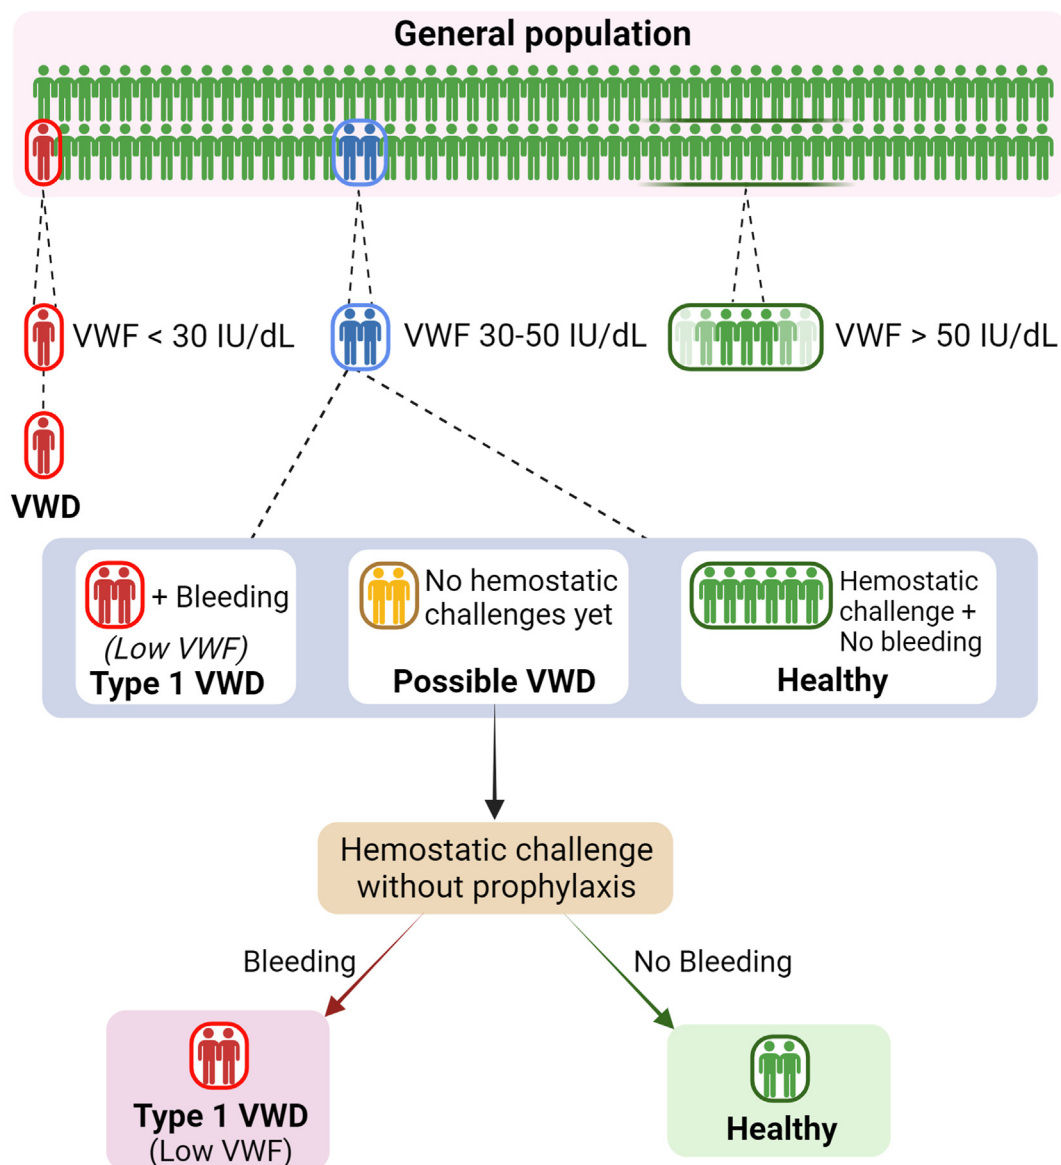 General population
VWF < 30 IU/dL
VWF 30-50 IU/dL
VWF > 50 IU/dL
VWD
+ Bleeding
(Low VWF)
Type 1 VWD
No hemostatic
challenges yet
Possible VWD
Hemostatic
challenge +
No bleeding
Healthy
Hemostatic challenge
without prophylaxis
Bleeding
No Bleeding
Type 1 VWD
(Low VWF)
Healthy